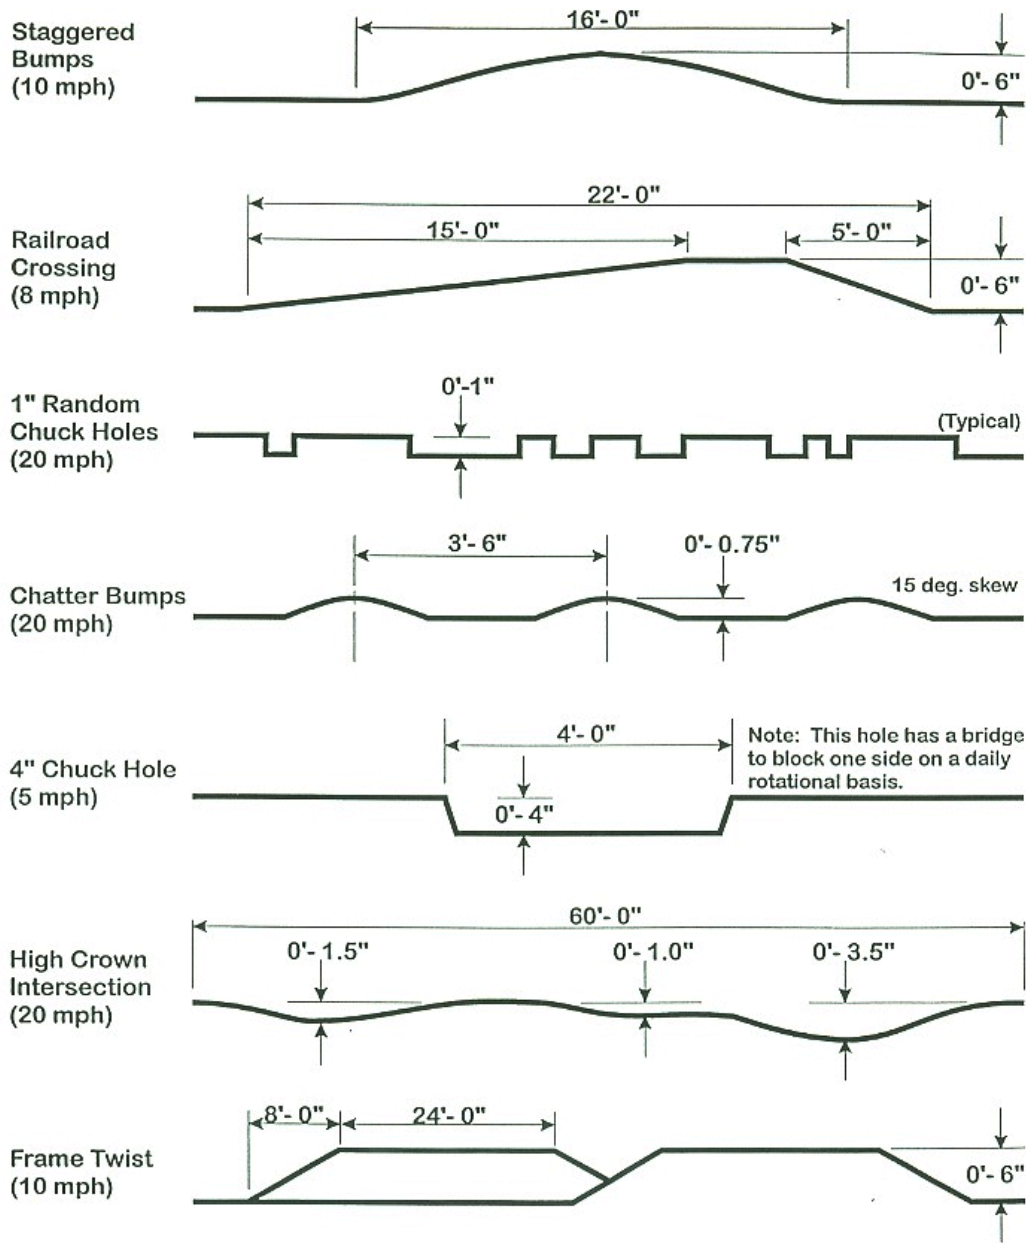 Staggered
Bumps
(10 mph)
16'- 0"
0'- 6"
Railroad
Crossing
(8 mph)
22'- 0"
15'- 0"
5'- 0"
0'- 6"
1" Random
Chuck Holes
(20 mph)
0'-1"
(Typical)
Chatter Bumps
(20 mph)
3'- 6"
0'- 0.75"
15 deg. skew
4" Chuck Hole
(5 mph)
4'- 0"
0'- 4"
Note: This hole has a bridge
to block one side on a daily
rotational basis.
High Crown
Intersection
(20 mph)
60'- 0"
0'- 1.5"
0'- 1.0"
0'- 3.5"
Frame Twist
(10 mph)
8'- 0"
24'- 0"
0'- 6"